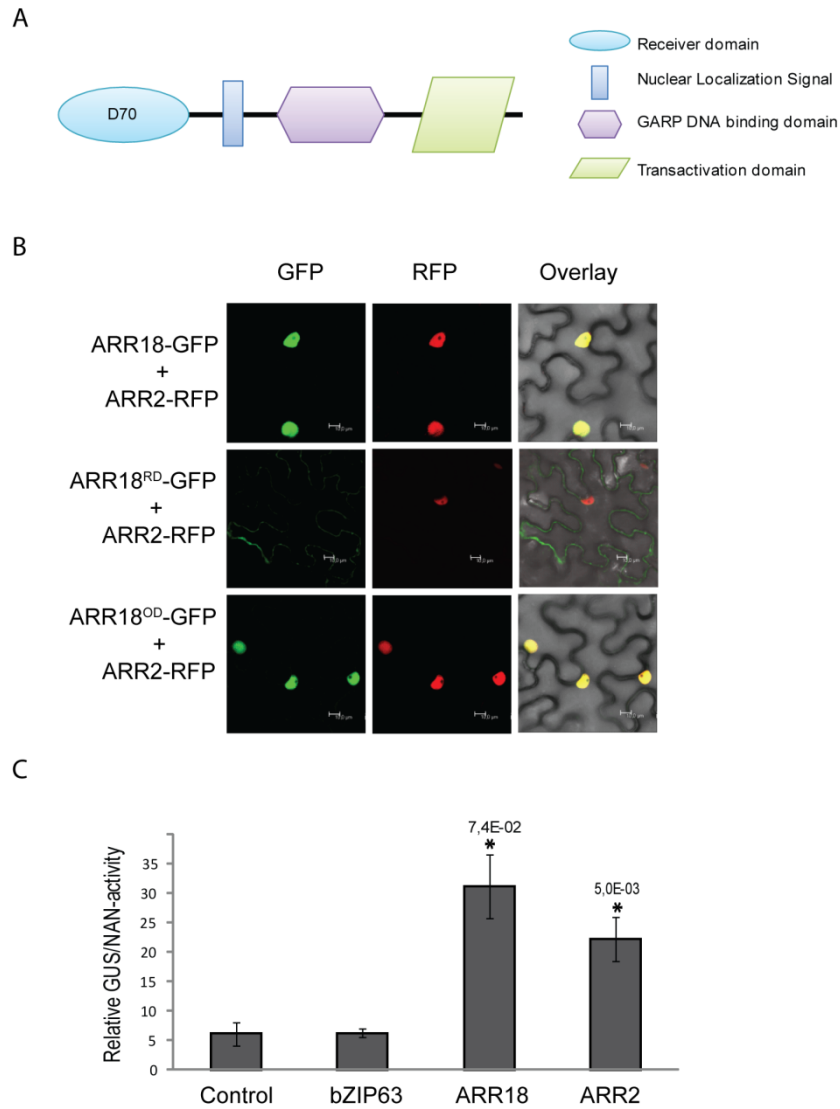 A
D70
Receiver domain
Nuclear Localization Signal
GARP DNA binding domain
Transactivation domain
B
GFP RFP Overlay
ARR18-GFP
+
ARR2-RFP
ARR18ᴿᴰ-GFP
+
ARR2-RFP
ARR18ᴼᴰ-GFP
+
ARR2-RFP
C
Relative GUS/NAN-activity
35
30
25
20
15
10
5
0
7,4E-02
*
5,0E-03
*
Control bZIP63 ARR18 ARR2